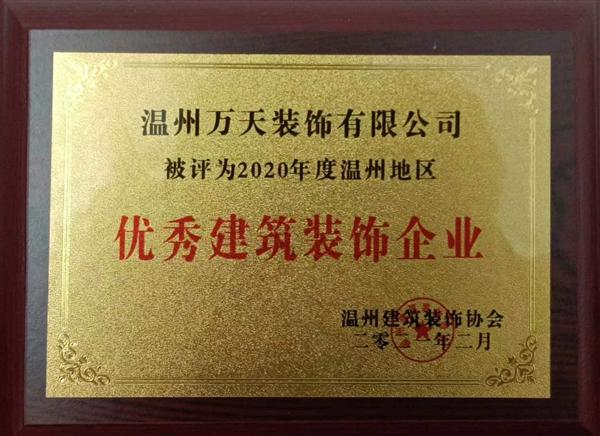 温州万天装饰有限公司
被评为2020年度温州地区
优秀建筑装饰企业
温州建筑装饰协会
二零二一年二月